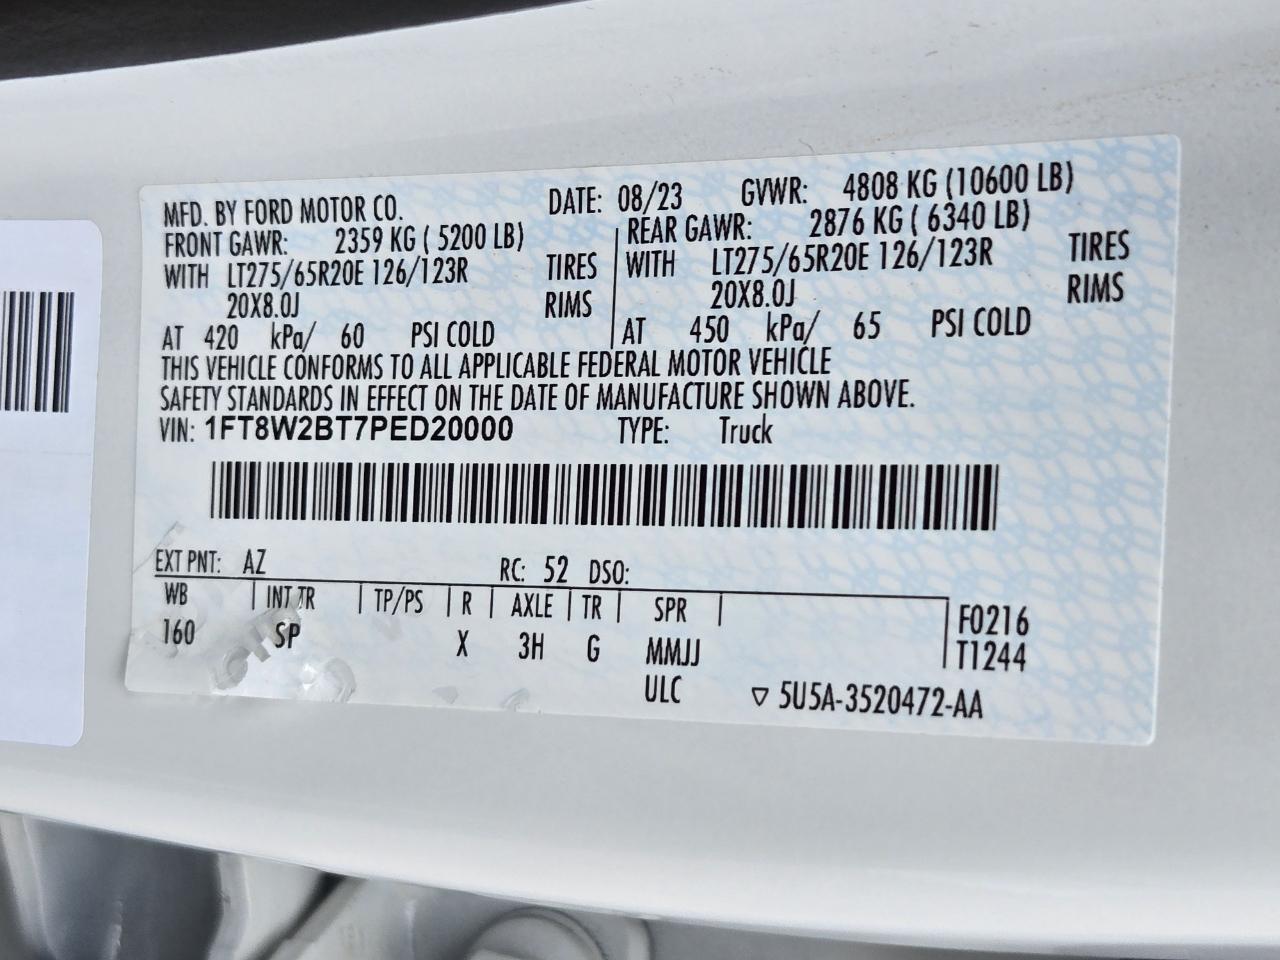 MFD. BY FORD MOTOR CO. DATE: 08/23 GVWR: 4808 KG (10600 LB)
FRONT GAWR: 2359 KG ( 5200 LB) REAR GAWR: 2876 KG ( 6340 LB)
WITH LT275/65R20E 126/123R TIRES WITH LT275/65R20E 126/123R TIRES
20X8.0J RIMS 20X8.0J RIMS
AT 420 kPa/ 60 PSI COLD AT 450 kPa/ 65 PSI COLD
THIS VEHICLE CONFORMS TO ALL APPLICABLE FEDERAL MOTOR VEHICLE
SAFETY STANDARDS IN EFFECT ON THE DATE OF MANUFACTURE SHOWN ABOVE.
VIN: 1FT8W2BT7PED20000 TYPE: Truck
EXT PNT: AZ RC: 52 DSO:
WB INT TR TP/PS R AXLE TR SPR F0216
160 SP X 3H G MMJJ T1244
ULC ▽ 5U5A-3520472-AA